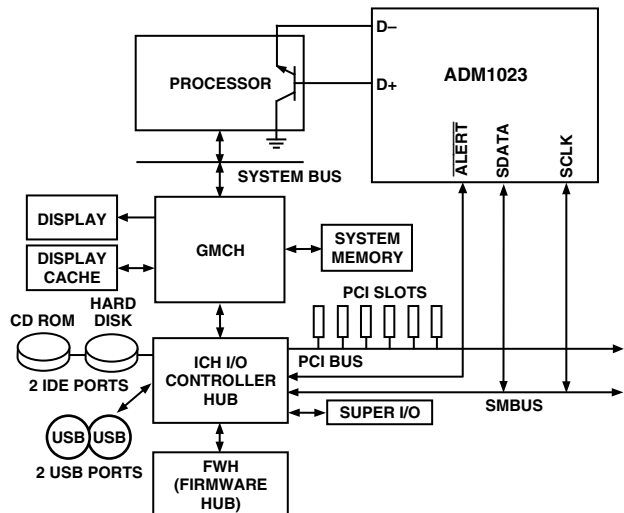 D–
PROCESSOR
D+
ADM1023
ALERT
SDATA
SCLK
SYSTEM BUS
DISPLAY
GMCH
SYSTEM
MEMORY
DISPLAY
CACHE
PCI SLOTS
CD ROM
HARD
DISK
ICH I/O
CONTROLLER
HUB
PCI BUS
2 IDE PORTS
SUPER I/O
SMBUS
USB
USB
2 USB PORTS
FWH
(FIRMWARE
HUB)